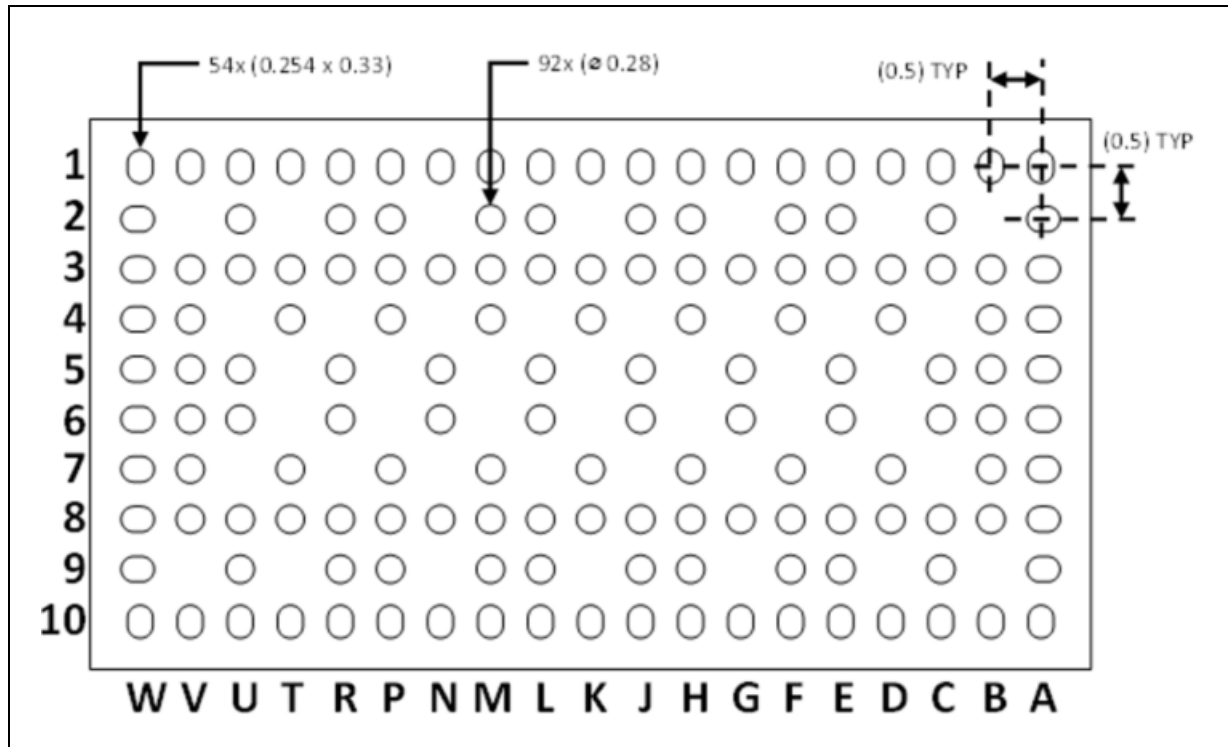 54x (0.254 x 0.33)
92x (⌀ 0.28)
(0.5) TYP
(0.5) TYP
1
2
3
4
5
6
7
8
9
10
W V U T R P N M L K J H G F E D C B A